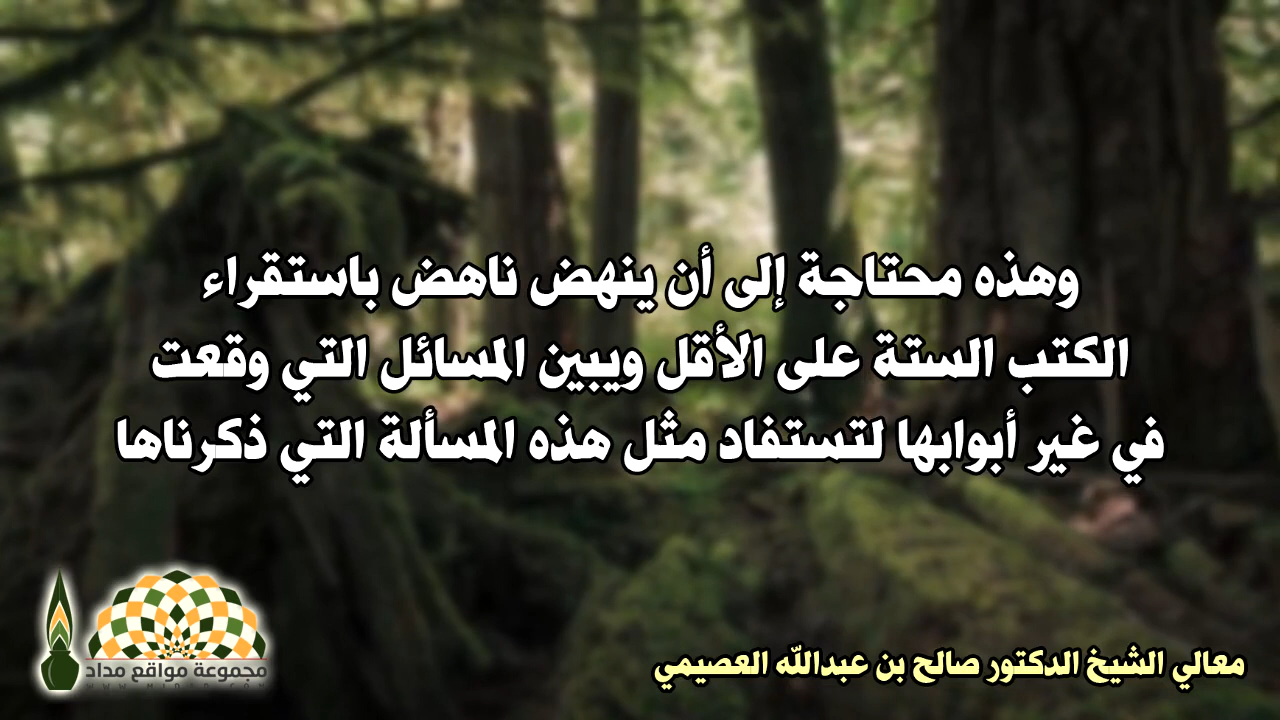 وهذه محتاجة إلى أن ينهض ناهض باستقراء
الكتب الستة على الأقل ويبين المسائل التي وقعت
في غير أبوابها لتستفاد مثل هذه المسألة التي ذكرناها
معالي الشيخ الدكتور صالح بن عبدالله العصيمي
مجموعة مواقع مداد